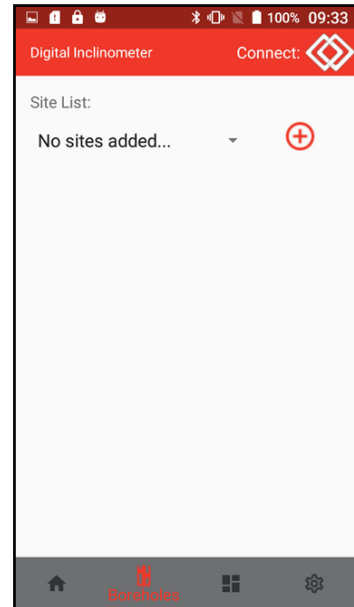 100% 09:33
Digital Inclinometer
Connect:
Site List:
No sites added...
Boreholes